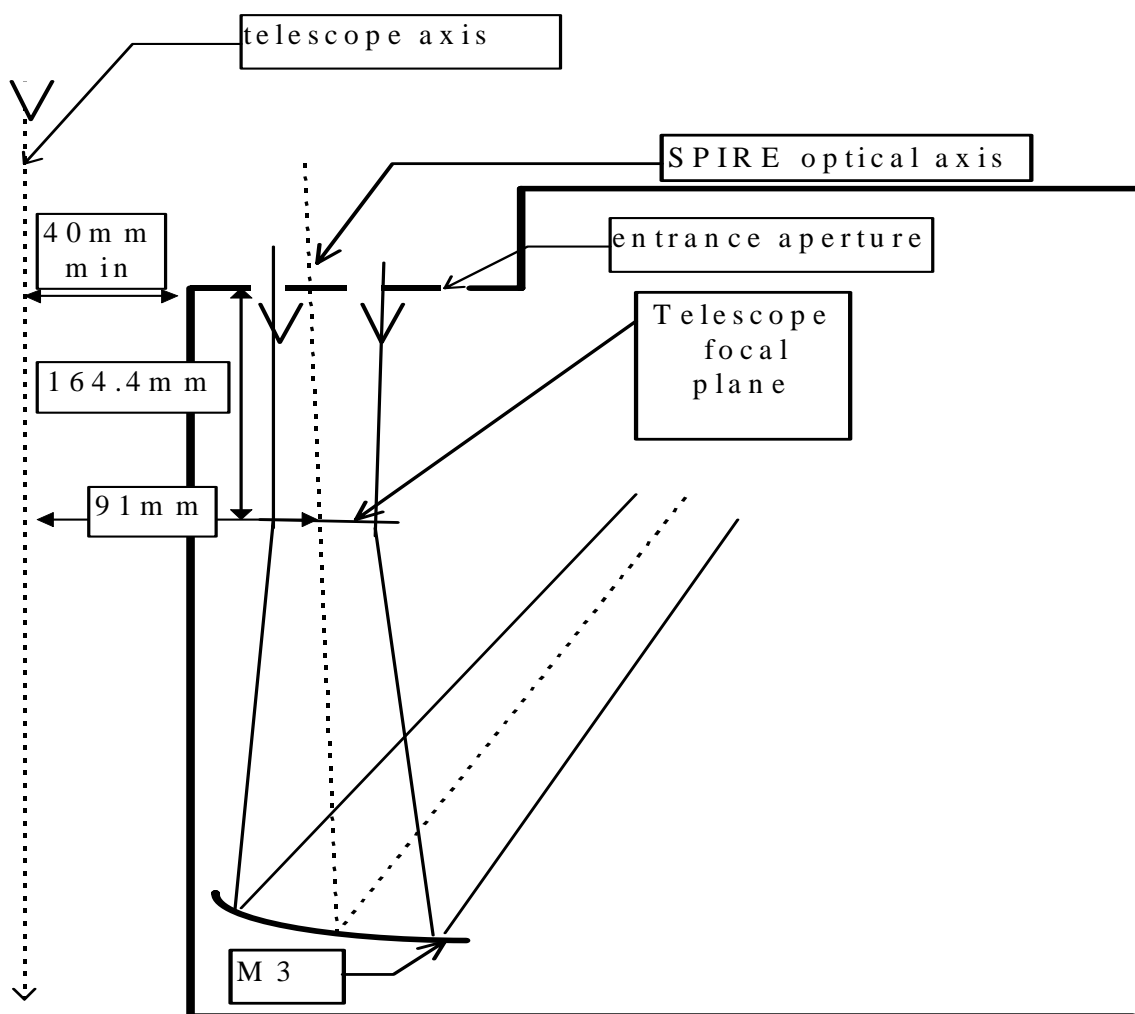 telescope axis
SPIRE optical axis
40mm
min
entrance aperture
Telescope
focal
plane
164.4mm
91mm
M3